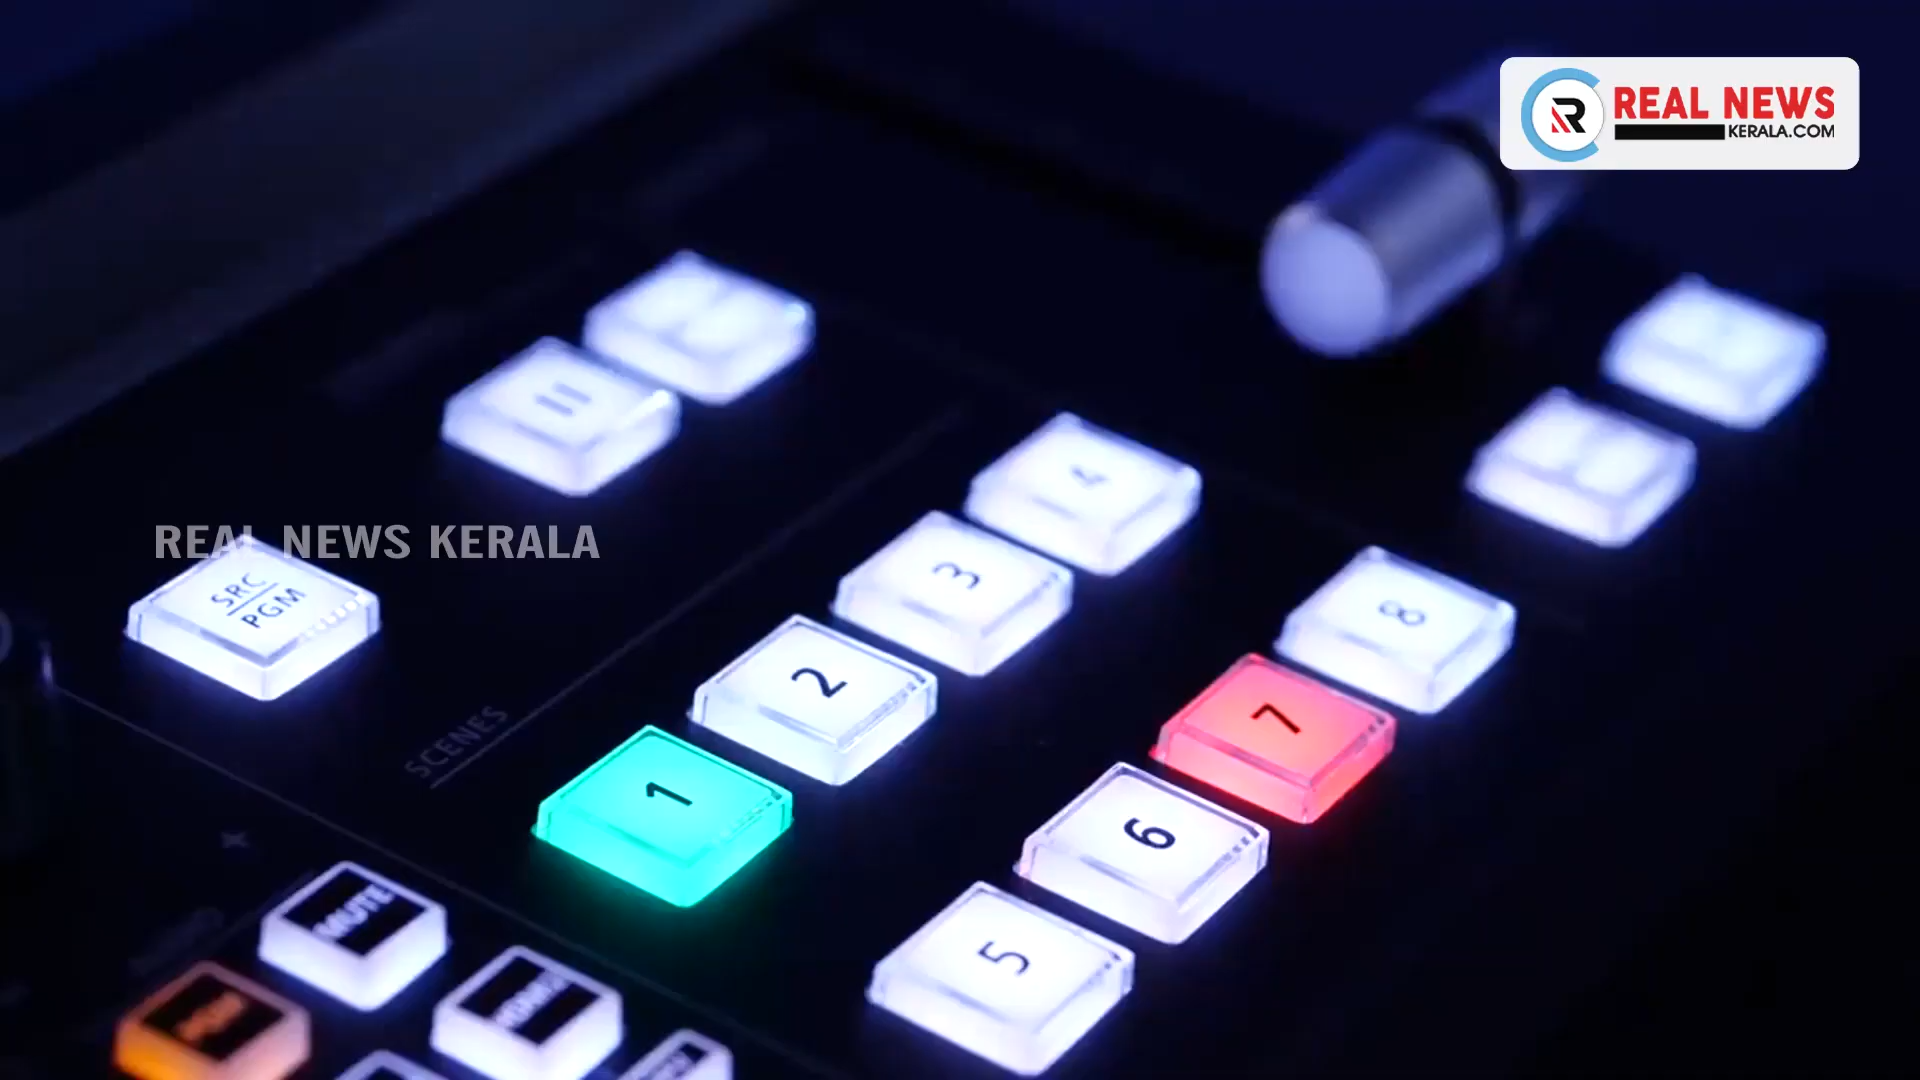 REAL NEWS
KERALA.COM
REAL NEWS KERALA
SRC
PGM
SCENES
4
3
2
1
8
7
6
5
MUTE